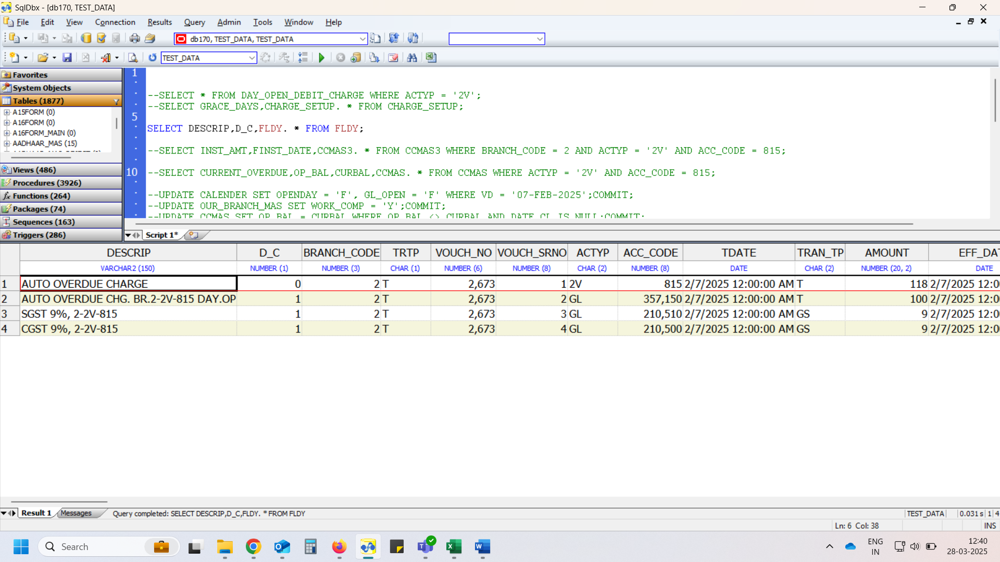 SqlDbx - [db170, TEST_DATA]
File Edit View Connection Results Query Admin Tools Window Help
db170, TEST_DATA, TEST_DATA
TEST_DATA
Favorites
System Objects
Tables (1877)
A15FORM (0)
A16FORM (0)
A16FORM_MAIN (0)
AADHAAR_MAS (15)
Views (486)
Procedures (3926)
Functions (264)
Packages (74)
Sequences (163)
Triggers (286)
1
--SELECT * FROM DAY_OPEN_DEBIT_CHARGE WHERE ACTYP = '2V';
--SELECT GRACE_DAYS,CHARGE_SETUP. * FROM CHARGE_SETUP;
5
SELECT DESCRIP,D_C,FLDY. * FROM FLDY;
--SELECT INST_AMT,FINST_DATE,CCMAS3. * FROM CCMAS3 WHERE BRANCH_CODE = 2 AND ACTYP = '2V' AND ACC_CODE = 815;
10 --SELECT CURRENT_OVERDUE,OP_BAL,CURBAL,CCMAS. * FROM CCMAS WHERE ACTYP = '2V' AND ACC_CODE = 815;
--UPDATE CALENDER SET OPENDAY = 'F', GL_OPEN = 'F' WHERE VD = '07-FEB-2025';COMMIT;
--UPDATE OUR_BRANCH_MAS SET WORK_COMP = 'Y';COMMIT;
--UPDATE CCMAS SET OP_BAL = CURBAL WHERE OP_BAL <> CURBAL AND DATE_CL IS NULL;COMMIT;
Script 1*
DESCRIP D_C BRANCH_CODE TRTP VOUCH_NO VOUCH_SRNO ACTYP ACC_CODE TDATE TRAN_TP AMOUNT EFF_DAT
VARCHAR2 (150) NUMBER (1) NUMBER (3) CHAR (1) NUMBER (6) NUMBER (8) CHAR (2) NUMBER (8) DATE CHAR (2) NUMBER (20, 2) DATE
1 AUTO OVERDUE CHARGE 0 2 T 2,673 1 2V 815 2/7/2025 12:00:00 AM T 118 2/7/2025 12:0
2 AUTO OVERDUE CHG. BR.2-2V-815 DAY.OP 1 2 T 2,673 2 GL 357,150 2/7/2025 12:00:00 AM T 100 2/7/2025 12:0
3 SGST 9%, 2-2V-815 1 2 T 2,673 3 GL 210,510 2/7/2025 12:00:00 AM GS 9 2/7/2025 12:0
4 CGST 9%, 2-2V-815 1 2 T 2,673 4 GL 210,500 2/7/2025 12:00:00 AM GS 9 2/7/2025 12:0
Result 1 Messages Query completed: SELECT DESCRIP,D_C,FLDY. * FROM FLDY TEST_DATA 0.031 s 1 4
Ln: 6 Col: 38 INS
Search
ENG
IN
12:40
28-03-2025